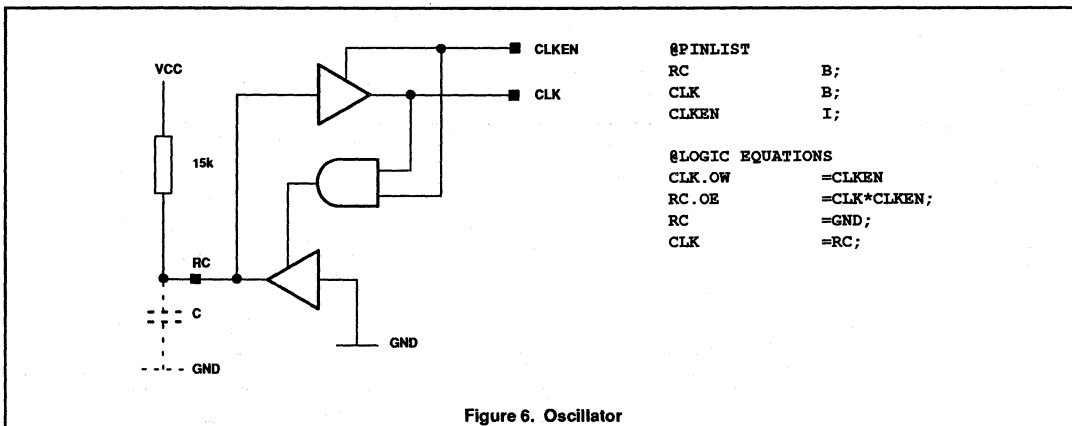 CLKEN
VCC
CLK
15k
RC
C
GND
GND
@PINLIST
RC B;
CLK B;
CLKEN I;
@LOGIC EQUATIONS
CLK.OW =CLKEN
RC.OE =CLK*CLKEN;
RC =GND;
CLK =RC;
Figure 6. Oscillator